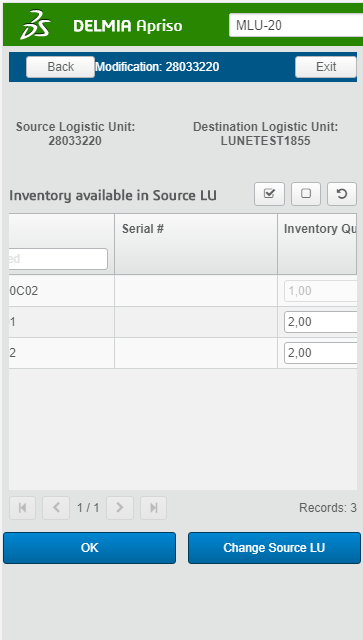 DELMIA Apriso
MLU-20
Back
Modification: 28033220
Exit
Source Logistic Unit:
28033220
Destination Logistic Unit:
LUNETEST1855
Inventory available in Source LU
Serial #
Inventory Qu
ed
0C02
1,00
1
2,00
2
2,00
1 / 1
Records: 3
OK
Change Source LU